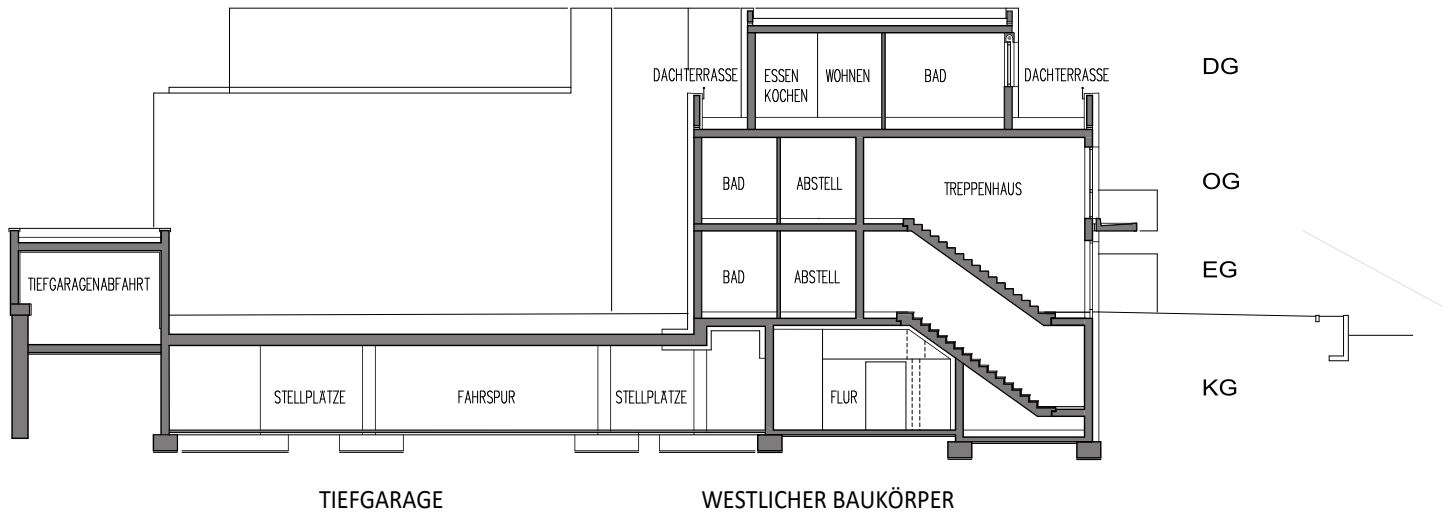 DG
DACHTERRASSE
ESSEN
KOCHEN
WOHNEN
BAD
DACHTERRASSE
BAD
ABSTELL
TREPPENHAUS
OG
TIEFGARAGENABFAHRT
BAD
ABSTELL
EG
STELLPLÄTZE
FAHRSPUR
STELLPLÄTZE
FLUR
KG
TIEFGARAGE
WESTLICHER BAUKÖRPER